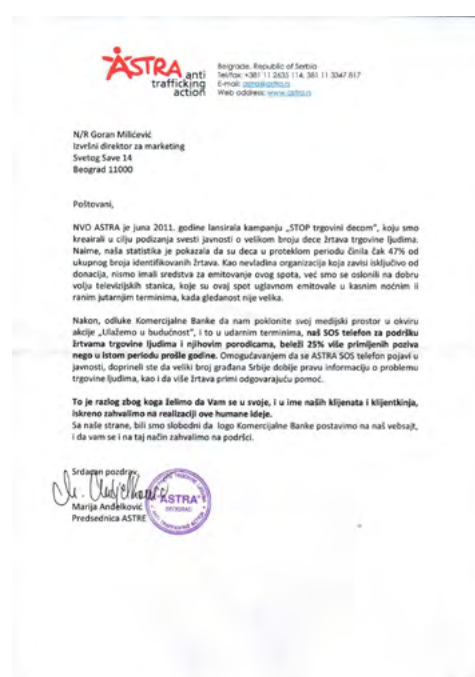 ASTRA
anti
trafficking
action
Belgrade, Republic of Serbia
Tel/fax: +381 11 2635 114, 381 11 3347 817
E-mail: astra@astra.rs
Web address: www.astra.rs
N/R Goran Milićević
Izvršni direktor za marketing
Svetog Save 14
Beograd 11000
Poštovani,
NVO ASTRA je juna 2011. godine lansirala kampanju „STOP trgovini decom", koju smo
kreairali u cilju podizanja svesti javnosti o velikom broju dece žrtava trgovine ljudima.
Naime, naša statistika je pokazala da su deca u proteklom periodu činila čak 47% od
ukupnog broja identifikovanih žrtava. Kao nevladina organizacija koja zavisi isključivo od
donacija, nismo imali sredstva za emitovanje ovog spota, već smo se oslonili na dobru
volju televizijskih stanica, koje su ovaj spot uglavnom emitovale u kasnim noćnim ii
ranim jutarnjim terminima, kada gledanost nije velika.
Nakon, odluke Komercijalne Banke da nam poklonite svoj medijski prostor u okviru
akcije „Ulažemo u budućnost", i to u udarnim terminima, naš SOS telefon za podršku
žrtvama trgovine ljudima i njihovim porodicama, beleži 25% više primljenih poziva
nego u istom periodu prošle godine. Omogućavanjem da se ASTRA SOS telefon pojavi u
javnosti, doprineli ste da veliki broj građana Srbije dobije pravu informaciju o problemu
trgovine ljudima, kao i da više žrtava primi odgovarajuću pomoć.
To je razlog zbog koga želimo da Vam se u svoje, i u ime naših klijenata i klijentkinja,
iskreno zahvalimo na realizaciji ove humane ideje.
Sa naše strane, bili smo slobodni da logo Komercijalne Banke postavimo na naš vebsajt,
i da vam se i na taj način zahvalimo na podršci.
Srdačan pozdrav,
Marija Anđelković
Predsednica ASTRE
"ASTRA"
BEOGRAD